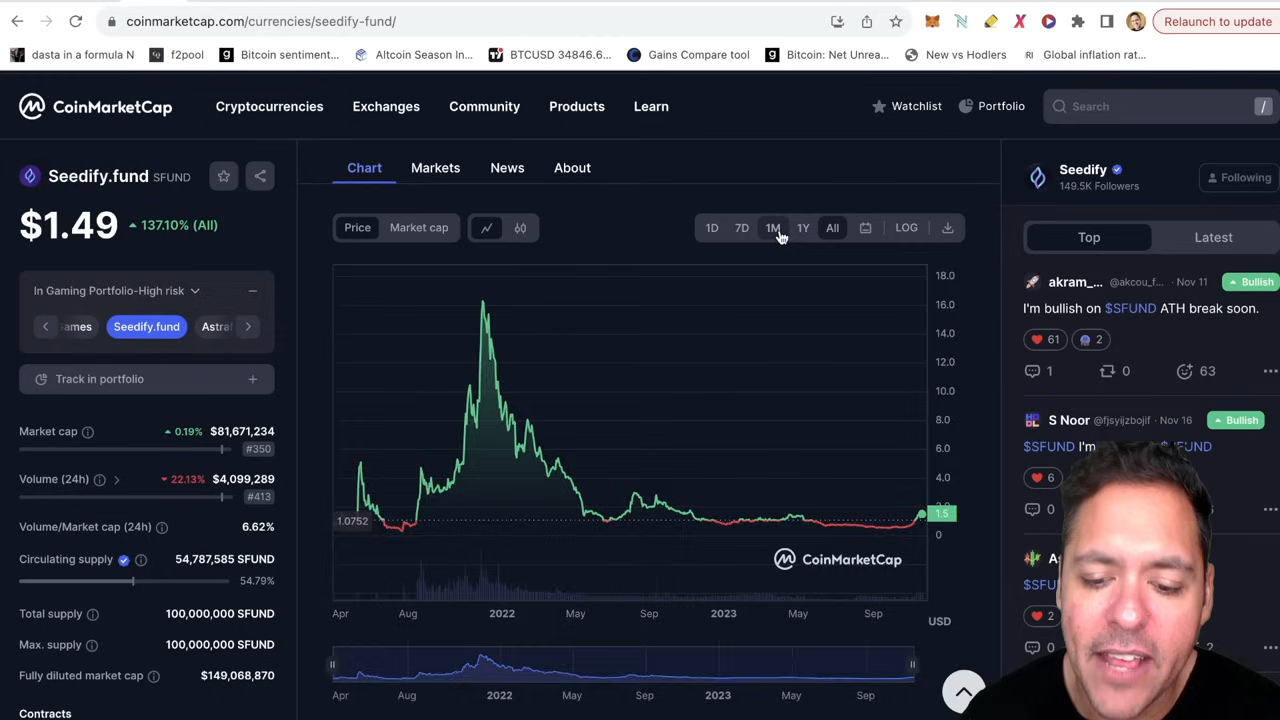 coinmarketcap.com/currencies/seedify-fund/
Relaunch to update
dasta in a formula N
f2pool
Bitcoin sentiment...
Altcoin Season In...
BTCUSD 34846.6...
Gains Compare tool
Bitcoin: Net Unrea...
New vs Hodlers
Global inflation rat...
CoinMarketCap
Cryptocurrencies
Exchanges
Community
Products
Learn
Watchlist
Portfolio
Search
/
Seedify.fund SFUND
$1.49
137.10% (All)
In Gaming Portfolio-High risk
ames
Seedify.fund
Astra
Track in portfolio
Market cap
0.19% $81,671,234
#350
Volume (24h)
22.13% $4,099,289
#413
Volume/Market cap (24h)
6.62%
Circulating supply
54,787,585 SFUND
54.79%
Total supply
100,000,000 SFUND
Max. supply
100,000,000 SFUND
Fully diluted market cap
$149,068,870
Contracts
Chart
Markets
News
About
Price
Market cap
1D
7D
1M
1Y
All
LOG
18.0
16.0
14.0
12.0
10.0
8.0
6.0
4.0
1.5
0
1.0752
CoinMarketCap
Apr
Aug
2022
May
Sep
2023
May
Sep
USD
Apr
Aug
2022
May
Sep
2023
May
Sep
Seedify
149.5K Followers
Following
Top
Latest
akram_... @akcou_f... · Nov 11
Bullish
I'm bullish on $SFUND ATH break soon.
61
2
1
0
63
S Noor @fjsyijzbojif · Nov 16
Bullish
$SFUND I'm
6
0
$SFU
2
0